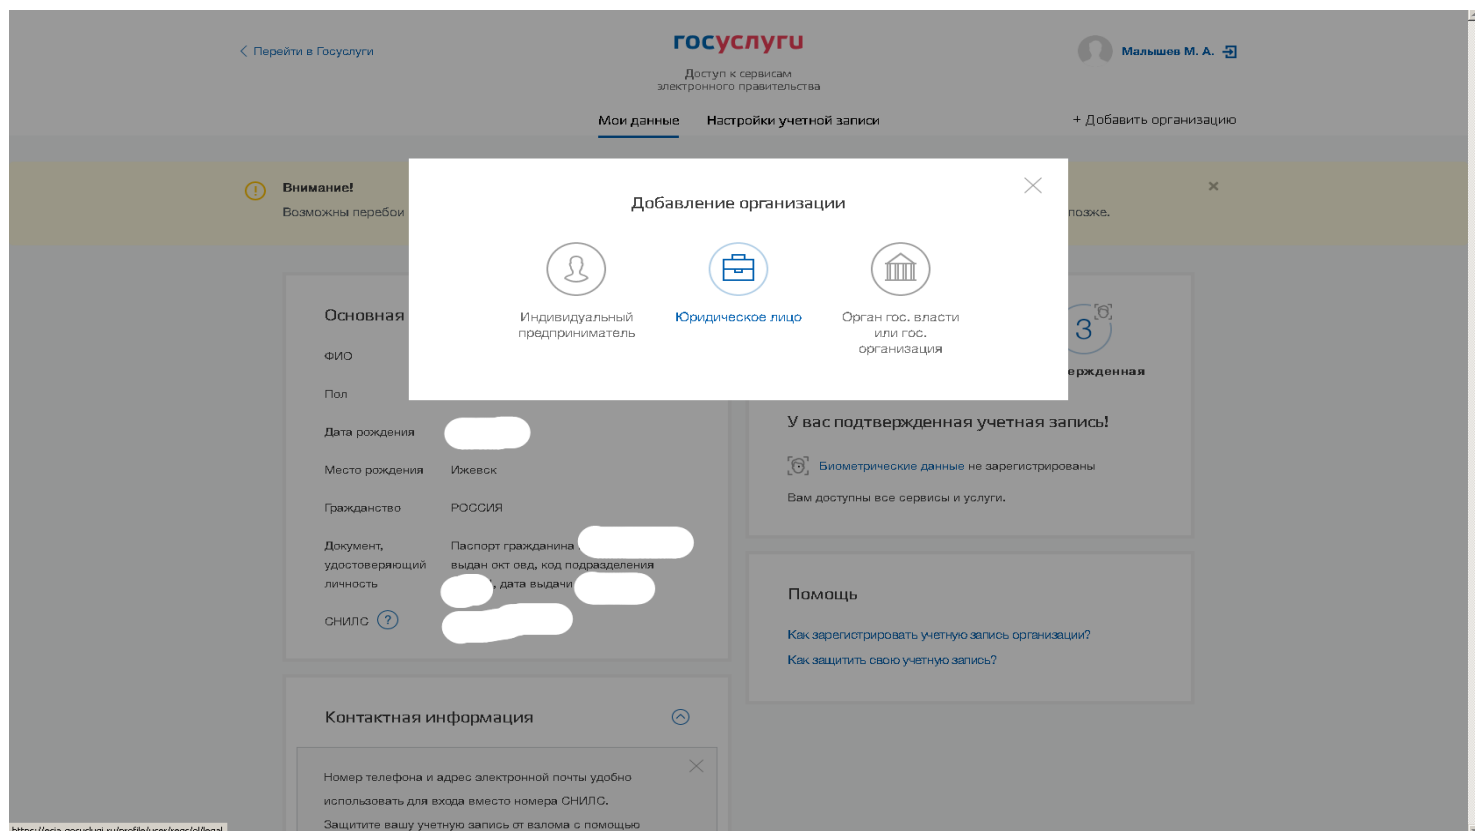 Перейти в Госуслуги
госуслуги
Доступ к сервисам
электронного правительства
Малышев М. А.
Мои данные
Настройки учетной записи
+ Добавить организацию
Внимание!
Возможны перебои
позже.
Добавление организации
Индивидуальный
предприниматель
Юридическое лицо
Орган гос. власти
или гос.
организация
Основная
ФИО
Пол
Дата рождения
Место рождения Ижевск
Гражданство РОССИЯ
Документ, Паспорт гражданина
удостоверяющий выдан окт овд, код подразделения
личность , дата выдачи
СНИЛС ?
3
ержденная
У вас подтвержденная учетная запись!
Биометрические данные не зарегистрированы
Вам доступны все сервисы и услуги.
Помощь
Как зарегистрировать учетную запись организации?
Как защитить свою учетную запись?
Контактная информация
Номер телефона и адрес электронной почты удобно
использовать для входа вместо номера СНИЛС.
Защитите вашу учетную запись от взлома с помощью